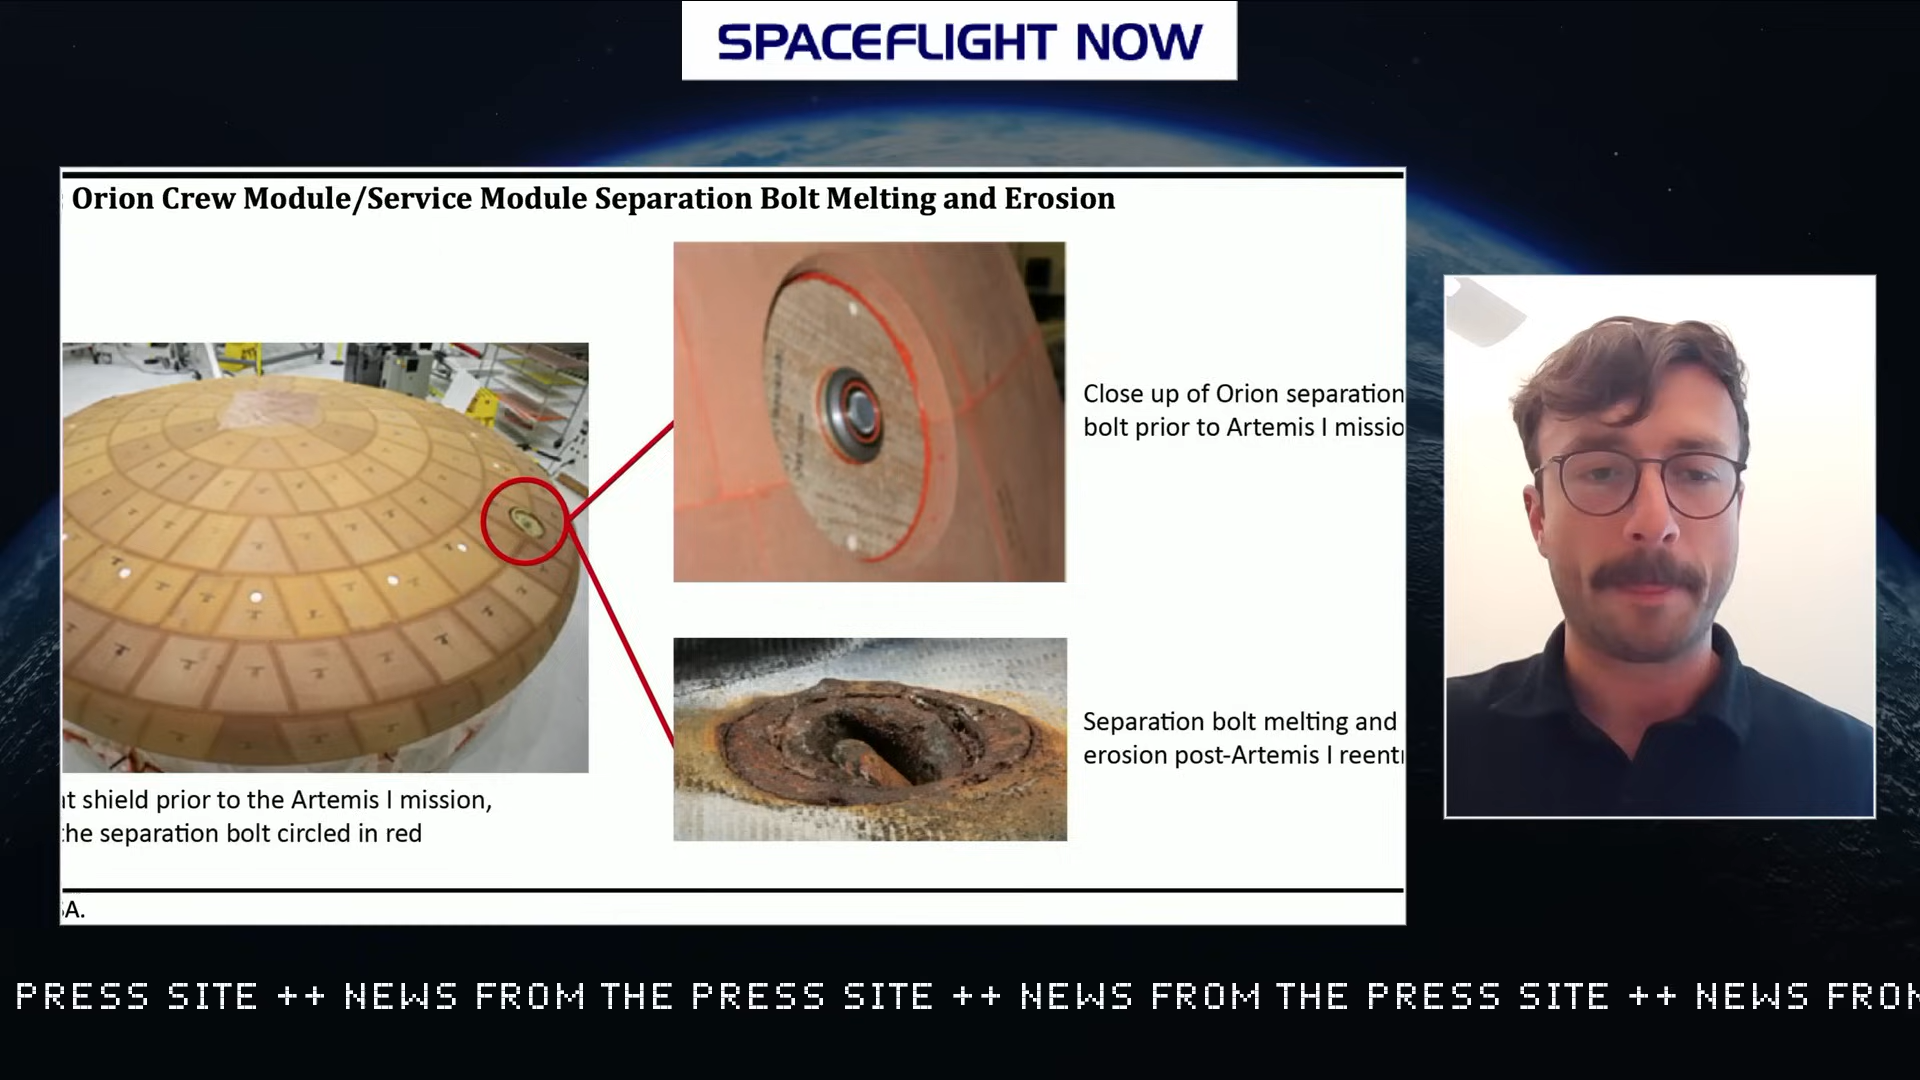 SPACEFLIGHT NOW
Orion Crew Module/Service Module Separation Bolt Melting and Erosion
Close up of Orion separation
bolt prior to Artemis I missio
Separation bolt melting and
erosion post-Artemis I reent
t shield prior to the Artemis I mission,
the separation bolt circled in red
A.
PRESS SITE ++ NEWS FROM THE PRESS SITE ++ NEWS FROM THE PRESS SITE ++ NEWS FROM